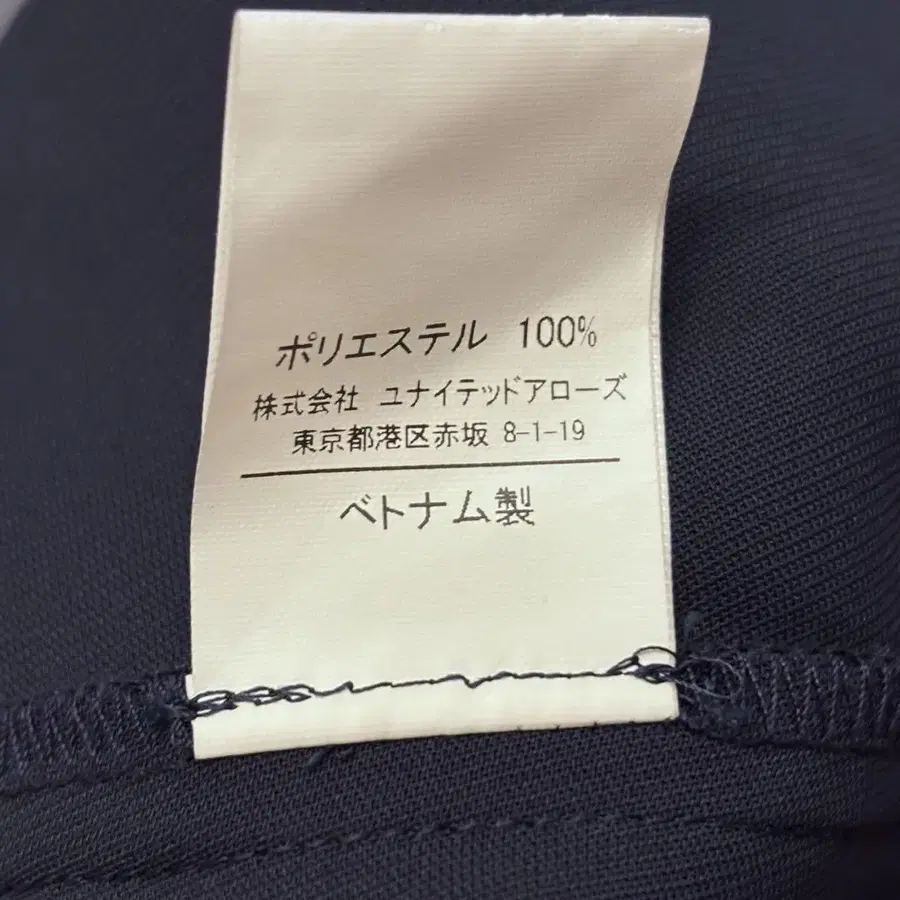 ポリエステル 100%
株式会社 ユナイテッドアローズ
東京都港区赤坂 8-1-19
ベトナム製